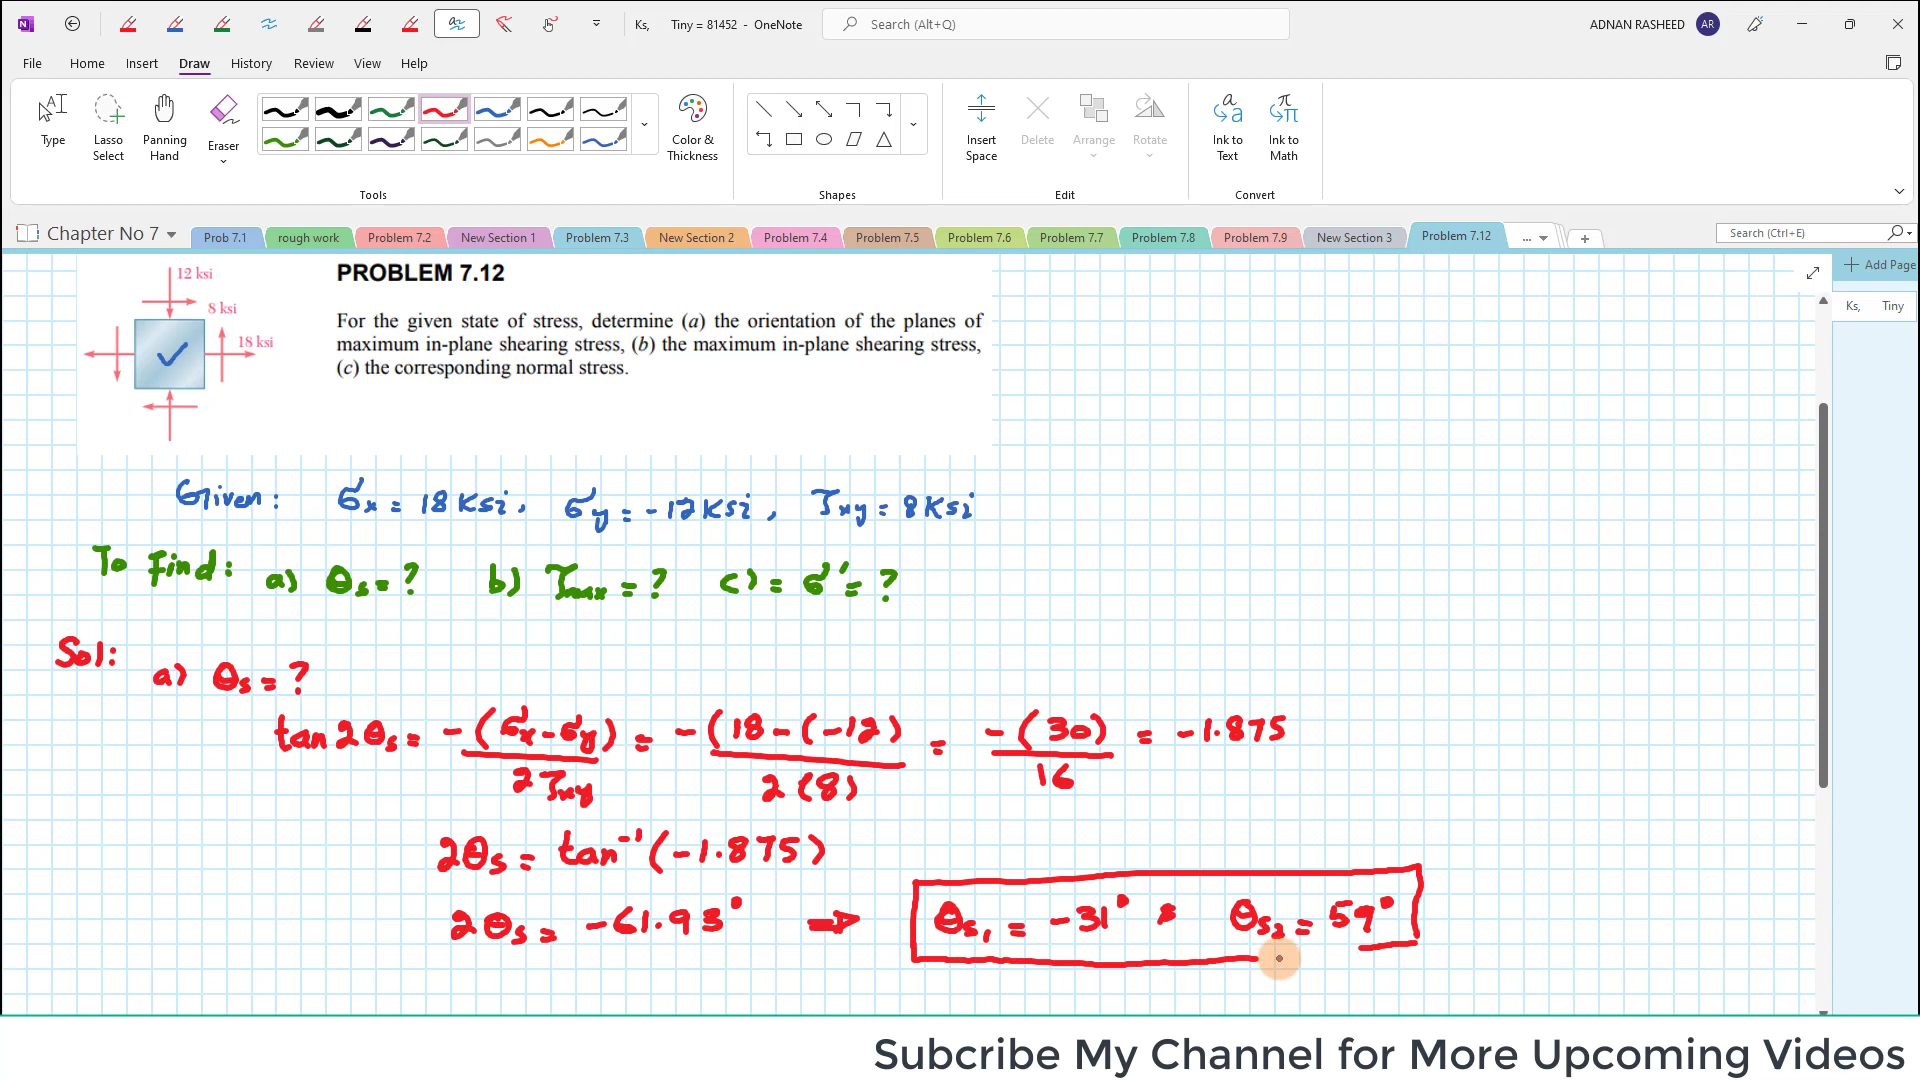 Ks, Tiny = 81452 - OneNote
Search (Alt+Q)
ADNAN RASHEED
AR
File Home Insert Draw History Review View Help
Type
Lasso Select
Panning Hand
Eraser
Color & Thickness
Insert Space
Delete
Arrange
Rotate
Ink to Text
Ink to Math
Tools
Shapes
Edit
Convert
Chapter No 7
Prob 7.1
rough work
Problem 7.2
New Section 1
Problem 7.3
New Section 2
Problem 7.4
Problem 7.5
Problem 7.6
Problem 7.7
Problem 7.8
Problem 7.9
New Section 3
Problem 7.12
...
Search (Ctrl+E)
Add Page
Ks, Tiny
12 ksi
8 ksi
18 ksi
PROBLEM 7.12
For the given state of stress, determine (a) the orientation of the planes of
maximum in-plane shearing stress, (b) the maximum in-plane shearing stress,
(c) the corresponding normal stress.
Given: σx = 18 Ksi, σy = -12 Ksi, τxy = 8 Ksi
To Find: a) θs = ? b) τmax = ? c) = σ' = ?
Sol:
a) θs = ?
tan 2θs = -(σx - σy) / 2τxy = -(18 - (-12) / 2(8) = -(30) / 16 = -1.875
2θs = tan⁻¹(-1.875)
2θs = -61.93° ⇒ θs1 = -31° & θs2 = 59°
Subcribe My Channel for More Upcoming Videos